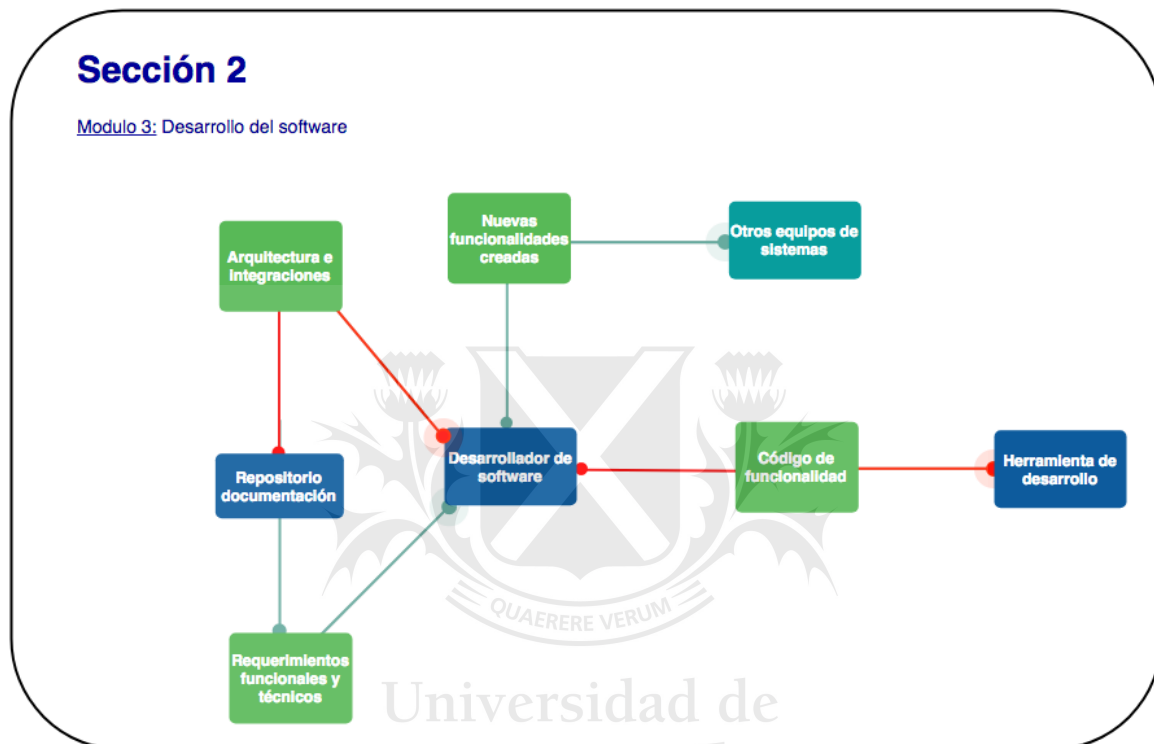 Sección 2
Modulo 3: Desarrollo del software
Nuevas
funcionalidades
creadas
Otros equipos de
sistemas
Arquitectura e
integraciones
Desarrollador de
software
Código de
funcionalidad
Herramienta de
desarrollo
Repositorio
documentación
QUAERERE VERUM
Requerimientos
funcionales y
técnicos
Universidad de